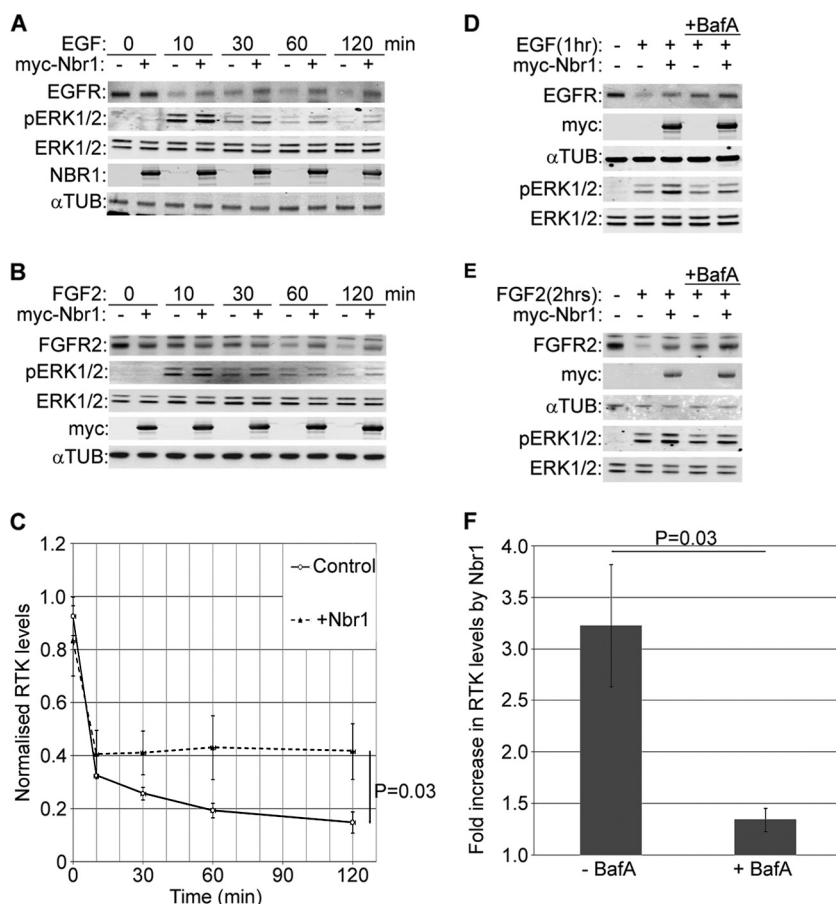 A
EGF: 0 10 30 60 120 min
myc-Nbr1: - + - + - + - + - +
EGFR:
pERK1/2:
ERK1/2:
NBR1
αTUB:
B
FGF2: 0 10 30 60 120 min
myc-Nbr1: - + - + - + - + - +
FGFR2:
pERK1/2:
ERK1/2:
myc:
αTUB:
C
1.2
1.0
0.8
0.6
0.4
0.2
0
Normalised RTK levels
Control
+Nbr1
P=0.03
0 30 60 90 120
Time (min)
D
+BafA
EGF(1hr): - + + + +
myc-Nbr1: - - + - +
EGFR:
myc:
αTUB:
pERK1/2:
ERK1/2:
E
+BafA
FGF2(2hrs): - + + + +
myc-Nbr1: - - + - +
FGFR2:
myc:
αTUB:
pERK1/2:
ERK1/2:
F
P=0.03
4.0
3.5
3.0
2.5
2.0
1.5
1.0
Fold increase in RTK levels by Nbr1
- BafA + BafA